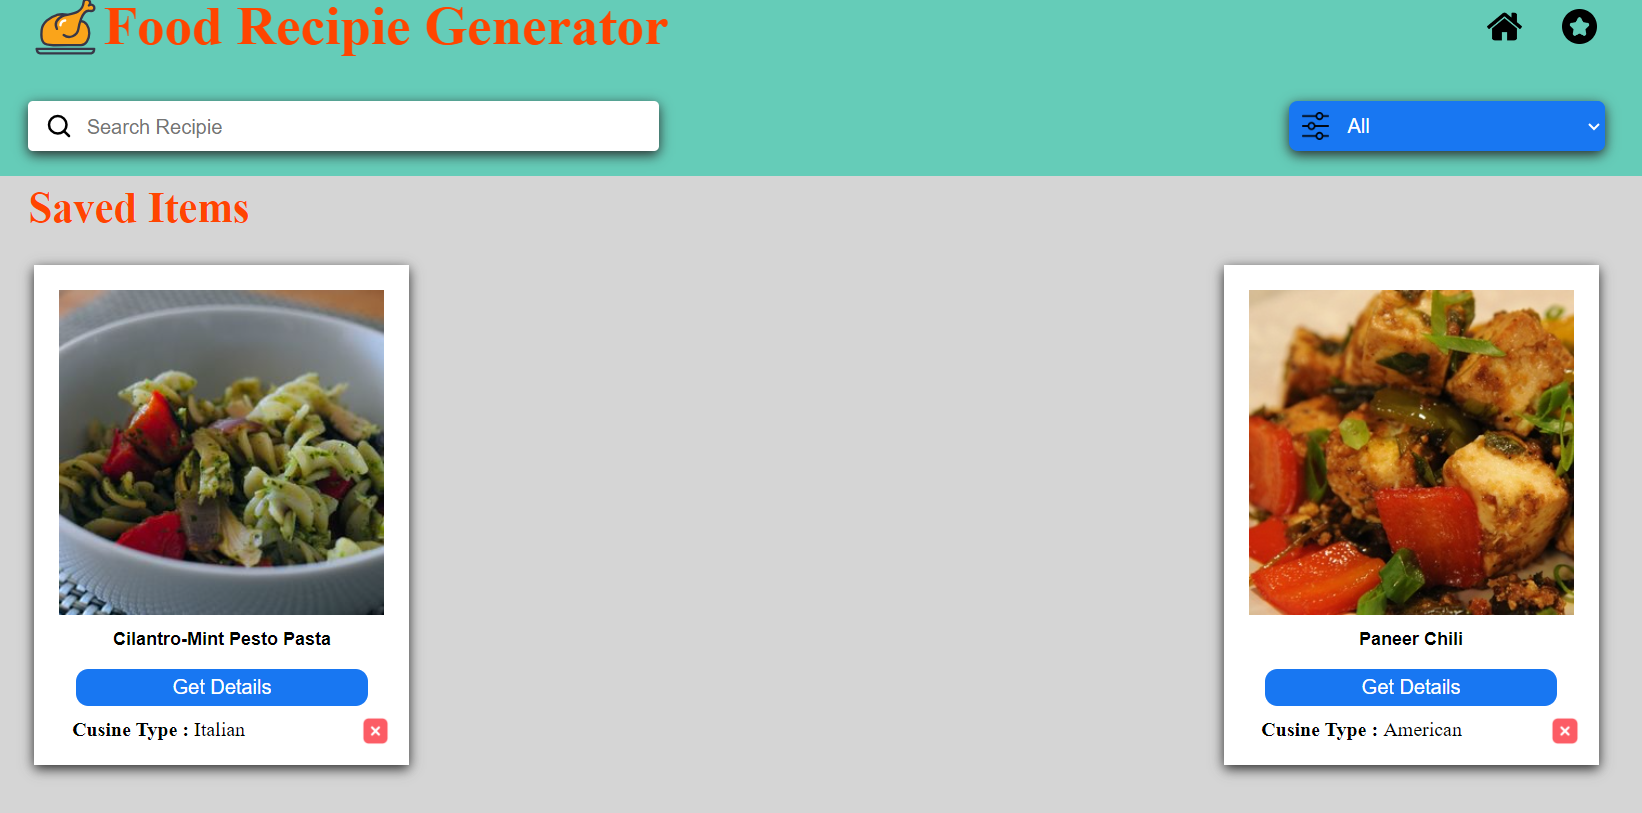 Food Recipie Generator
Search Recipie
All
Saved Items
Cilantro-Mint Pesto Pasta
Get Details
Cusine Type : Italian
Paneer Chili
Get Details
Cusine Type : American